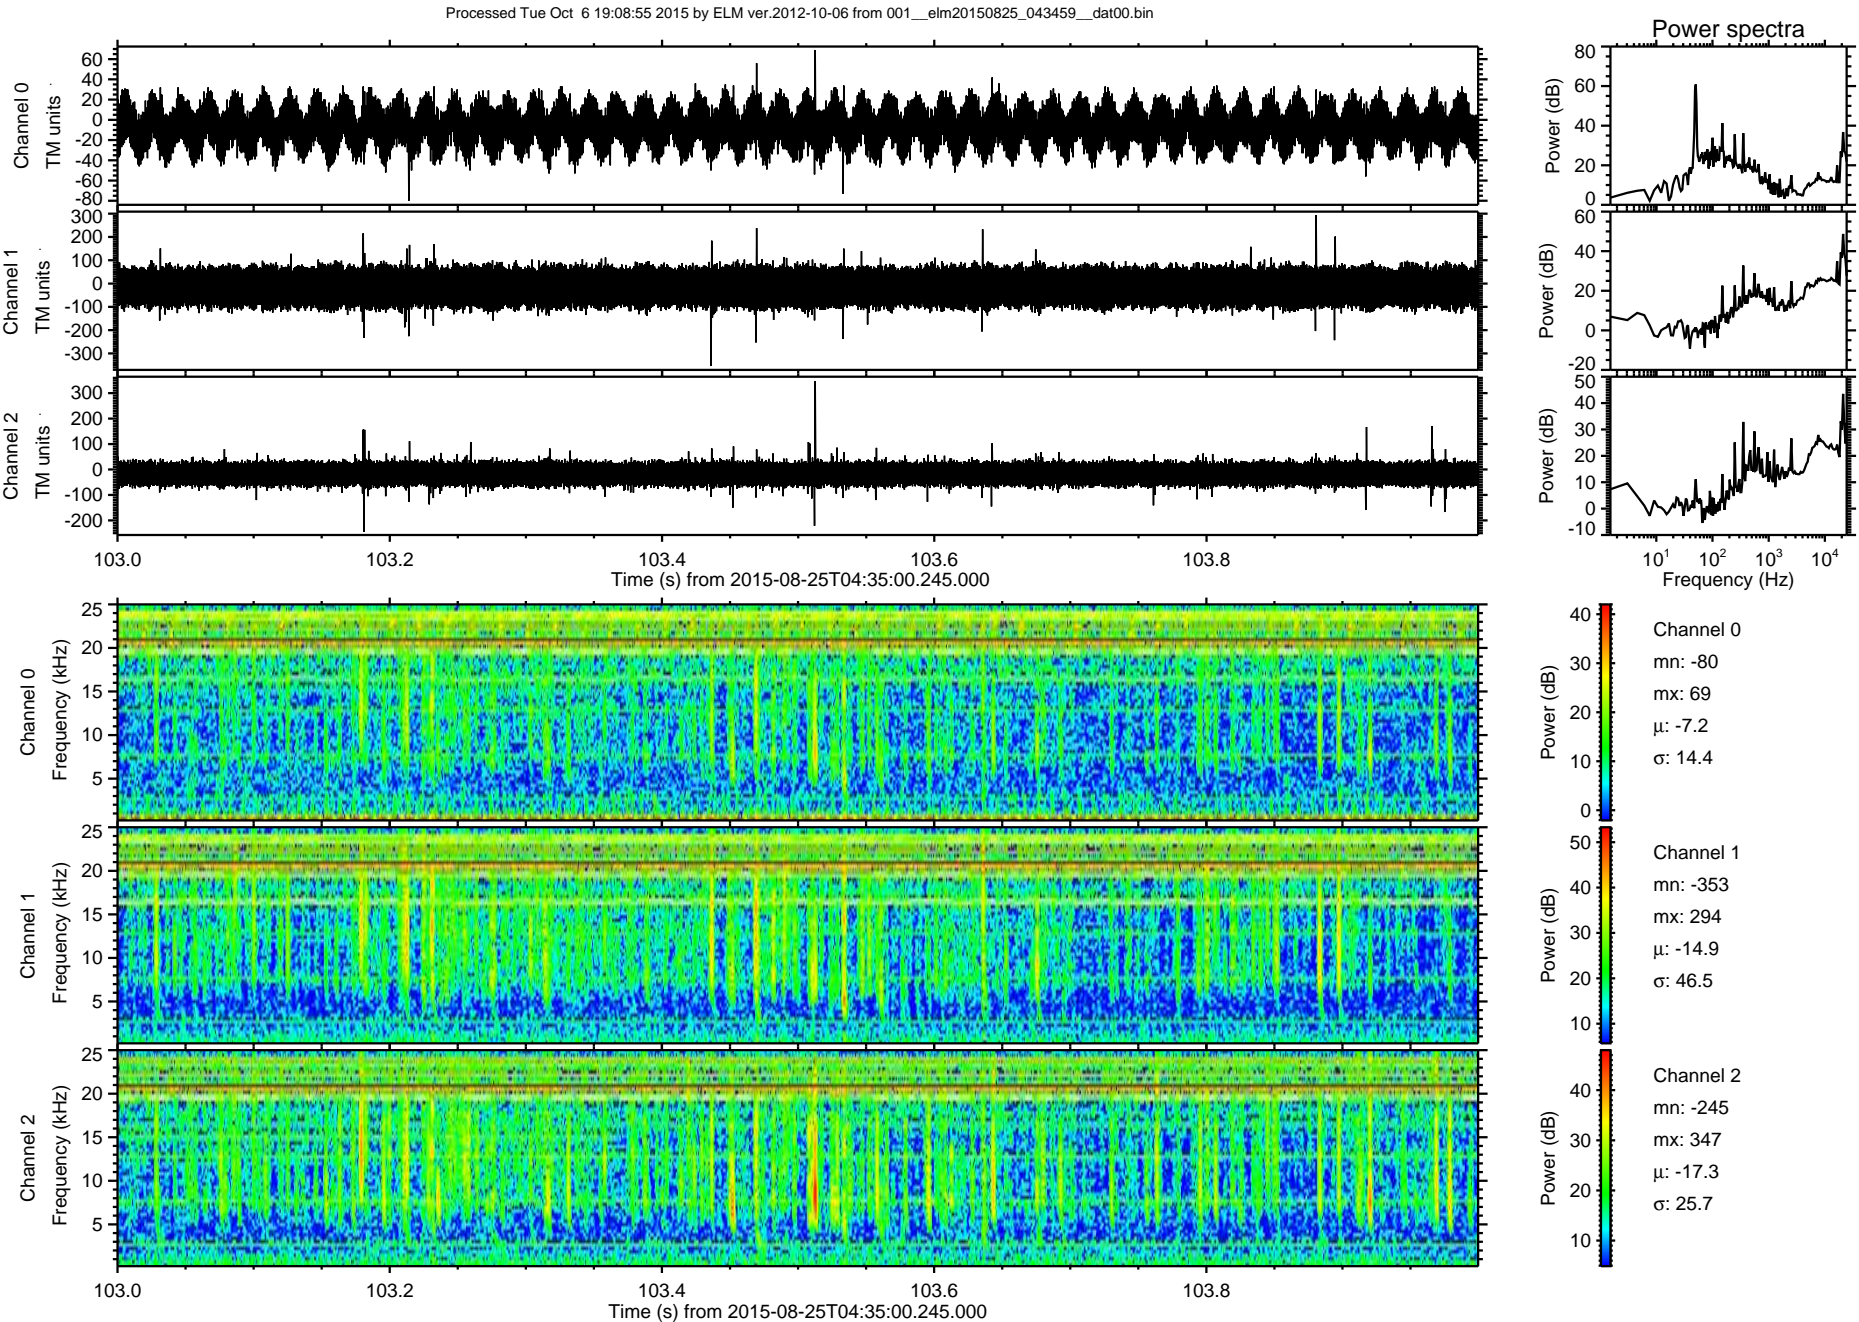 Processed Tue Oct  6 19:08:55 2015 by ELM ver.2012-10-06 from 001__elm20150825_043459__dat00.bin
Power spectra
Channel 0
TM units
60
40
20
0
-20
-40
-60
-80
Power (dB)
80
60
40
20
0
Channel 1
TM units
300
200
100
0
-100
-200
-300
Power (dB)
60
40
20
0
-20
Channel 2
TM units
300
200
100
0
-100
-200
Power (dB)
50
40
30
20
10
0
-10
103.0 103.2 103.4 103.6 103.8
Time (s) from 2015-08-25T04:35:00.245.000
10^1 10^2 10^3 10^4
Frequency (Hz)
Channel 0
Frequency (kHz)
25
20
15
10
5
Power (dB)
40
30
20
10
0
Channel 0
mn: -80
mx: 69
μ: -7.2
σ: 14.4
Channel 1
Frequency (kHz)
25
20
15
10
5
Power (dB)
50
40
30
20
10
Channel 1
mn: -353
mx: 294
μ: -14.9
σ: 46.5
Channel 2
Frequency (kHz)
25
20
15
10
5
Power (dB)
40
30
20
10
Channel 2
mn: -245
mx: 347
μ: -17.3
σ: 25.7
103.0 103.2 103.4 103.6 103.8
Time (s) from 2015-08-25T04:35:00.245.000